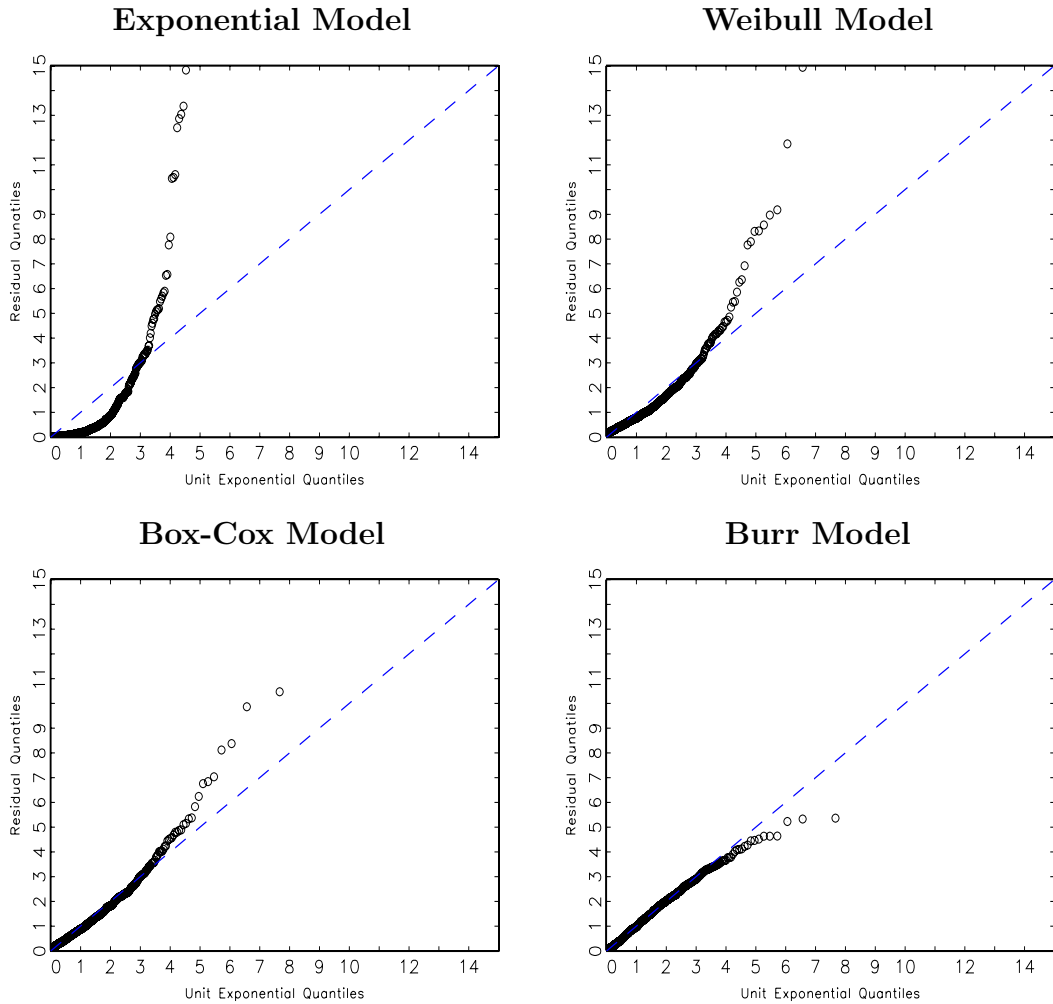 Exponential Model
Weibull Model
Residual Qunatiles
0 1 2 3 4 5 6 7 8 9 11 13 15
0 1 2 3 4 5 6 7 8 9 10 12 14
Unit Exponential Quantiles
Residual Qunatiles
0 1 2 3 4 5 6 7 8 9 11 13 15
0 1 2 3 4 5 6 7 8 9 10 12 14
Unit Exponential Quantiles
Box-Cox Model
Burr Model
Residual Qunatiles
0 1 2 3 4 5 6 7 8 9 11 13 15
0 1 2 3 4 5 6 7 8 9 10 12 14
Unit Exponential Quantiles
Residual Qunatiles
0 1 2 3 4 5 6 7 8 9 11 13 15
0 1 2 3 4 5 6 7 8 9 10 12 14
Unit Exponential Quantiles